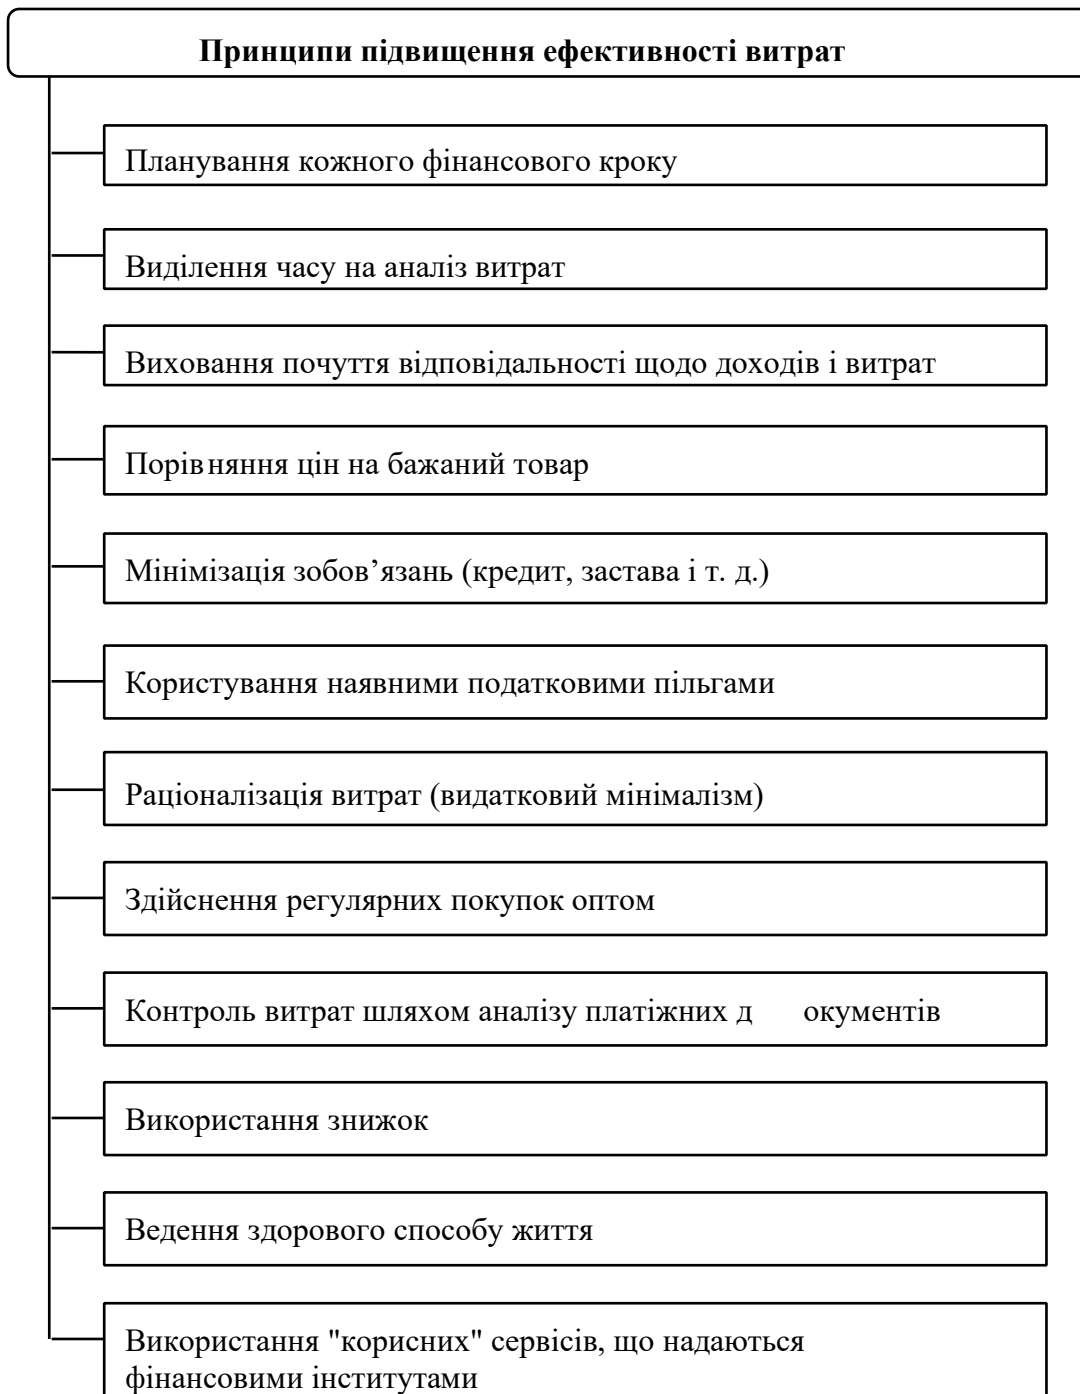 Принципи підвищення ефективності витрат
Планування кожного фінансового кроку
Виділення часу на аналіз витрат
Виховання почуття відповідальності щодо доходів і витрат
Порівняння цін на бажаний товар
Мінімізація зобов’язань (кредит, застава і т. д.)
Користування наявними податковими пільгами
Раціоналізація витрат (видатковий мінімалізм)
Здійснення регулярних покупок оптом
Контроль витрат шляхом аналізу платіжних д окументів
Використання знижок
Ведення здорового способу життя
Використання "корисних" сервісів, що надаються
фінансовими інститутами